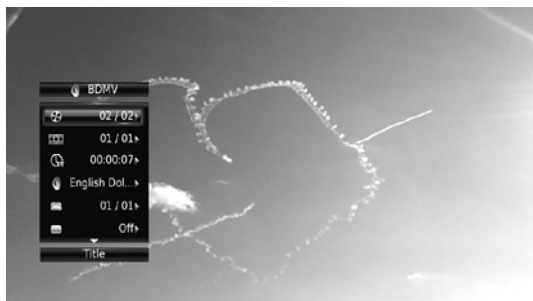 BDMV
02 / 02
01 / 01
00:00:07
English Dol...
01 / 01
Off
Title